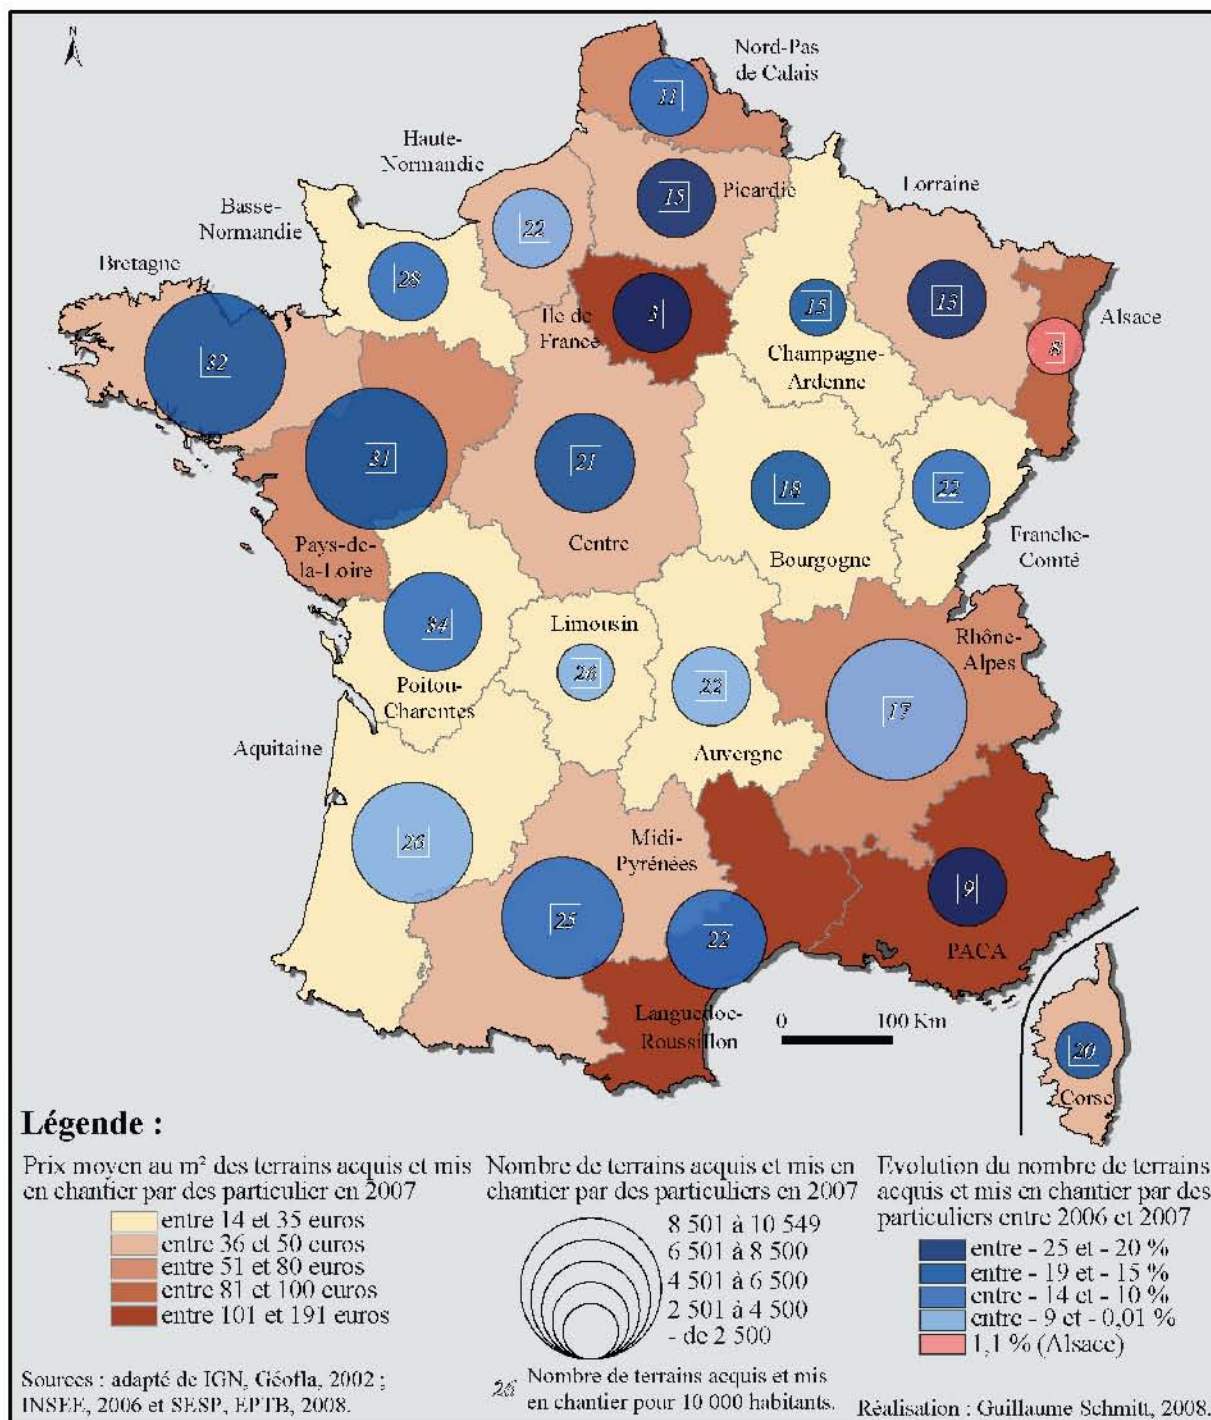 N
Nord-Pas
de Calais
11
Haute-
Normandie
Picardie
15
Lorraine
22
Basse-
Normandie
28
Bretagne
Ile de
France
3
15
13
Alsace
8
Champagne-
Ardenne
32
31
21
18
22
Pays-de-
la-Loire
Centre
Bourgogne
Franche-
Comté
34
Limousin
Rhône-
Alpes
Poitou-
Charentes
26
22
17
Aquitaine
Auvergne
26
Midi-
Pyrénées
25
22
9
PACA
Languedoc-
Roussillon
0 100 Km
20
Corse
Légende :
Prix moyen au m² des terrains acquis et mis
en chantier par des particulier en 2007
entre 14 et 35 euros
entre 36 et 50 euros
entre 51 et 80 euros
entre 81 et 100 euros
entre 101 et 191 euros
Nombre de terrains acquis et mis en
chantier par des particuliers en 2007
8 501 à 10 549
6 501 à 8 500
4 501 à 6 500
2 501 à 4 500
- de 2 500
26 Nombre de terrains acquis et mis
en chantier pour 10 000 habitants.
Evolution du nombre de terrains
acquis et mis en chantier par des
particuliers entre 2006 et 2007
entre - 25 et - 20 %
entre - 19 et - 15 %
entre - 14 et - 10 %
entre - 9 et - 0,01 %
1,1 % (Alsace)
Sources : adapté de IGN, Géofla, 2002 ;
INSEE, 2006 et SESP, EPTB, 2008.
Réalisation : Guillaume Schmitt, 2008.